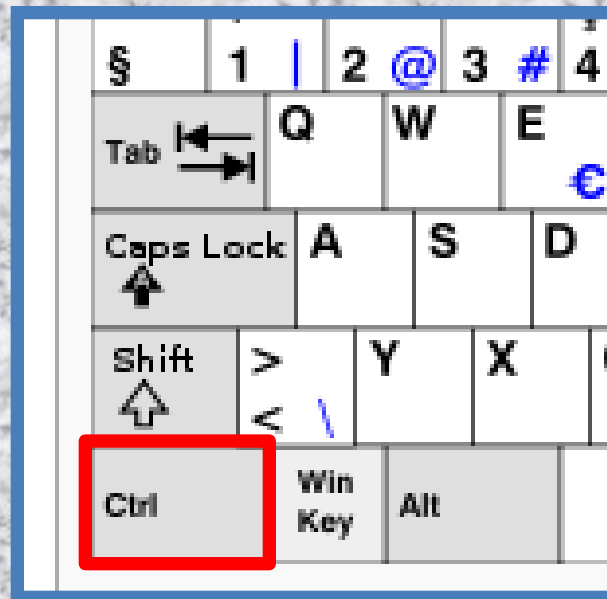 § 1 | 2 @ 3 # 4
Tab Q W E €
Caps Lock A S D
Shift > < \ Y X
Ctrl Win Key Alt